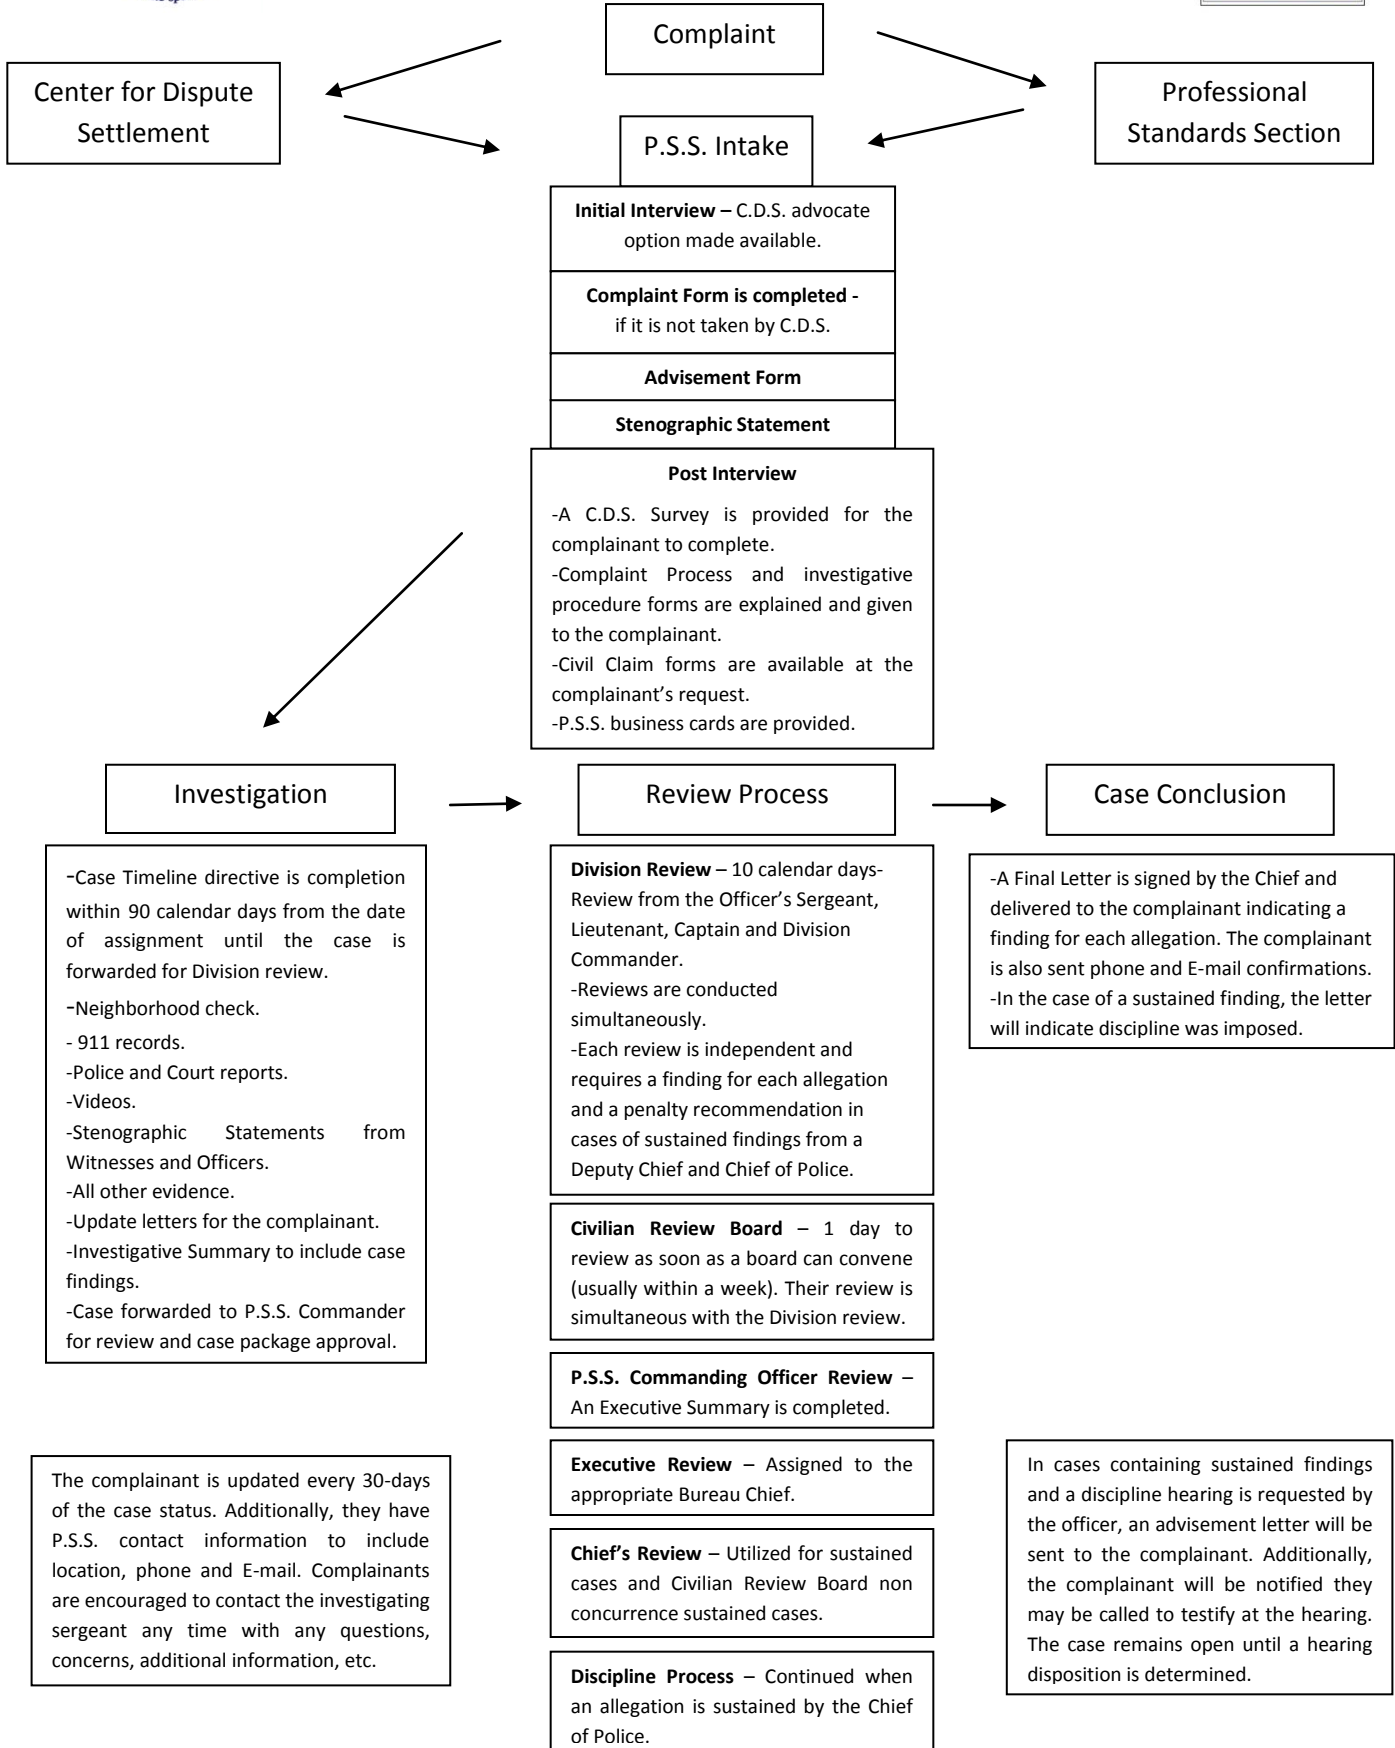 Complaint
Center for Dispute
Settlement
Professional
Standards Section
P.S.S. Intake
Initial Interview – C.D.S. advocate
option made available.
Complaint Form is completed -
if it is not taken by C.D.S.
Advisement Form
Stenographic Statement
Post Interview
-A C.D.S. Survey is provided for the
complainant to complete.
-Complaint Process and investigative
procedure forms are explained and given
to the complainant.
-Civil Claim forms are available at the
complainant’s request.
-P.S.S. business cards are provided.
Investigation
Review Process
Case Conclusion
-Case Timeline directive is completion
within 90 calendar days from the date
of assignment until the case is
forwarded for Division review.
-Neighborhood check.
- 911 records.
-Police and Court reports.
-Videos.
-Stenographic Statements from
Witnesses and Officers.
-All other evidence.
-Update letters for the complainant.
-Investigative Summary to include case
findings.
-Case forwarded to P.S.S. Commander
for review and case package approval.
The complainant is updated every 30-days
of the case status. Additionally, they have
P.S.S. contact information to include
location, phone and E-mail. Complainants
are encouraged to contact the investigating
sergeant any time with any questions,
concerns, additional information, etc.
Division Review – 10 calendar days-
Review from the Officer’s Sergeant,
Lieutenant, Captain and Division
Commander.
-Reviews are conducted
simultaneously.
-Each review is independent and
requires a finding for each allegation
and a penalty recommendation in
cases of sustained findings from a
Deputy Chief and Chief of Police.
Civilian Review Board – 1 day to
review as soon as a board can convene
(usually within a week). Their review is
simultaneous with the Division review.
P.S.S. Commanding Officer Review –
An Executive Summary is completed.
Executive Review – Assigned to the
appropriate Bureau Chief.
Chief’s Review – Utilized for sustained
cases and Civilian Review Board non
concurrence sustained cases.
Discipline Process – Continued when
an allegation is sustained by the Chief
of Police.
-A Final Letter is signed by the Chief and
delivered to the complainant indicating a
finding for each allegation. The complainant
is also sent phone and E-mail confirmations.
-In the case of a sustained finding, the letter
will indicate discipline was imposed.
In cases containing sustained findings
and a discipline hearing is requested by
the officer, an advisement letter will be
sent to the complainant. Additionally,
the complainant will be notified they
may be called to testify at the hearing.
The case remains open until a hearing
disposition is determined.